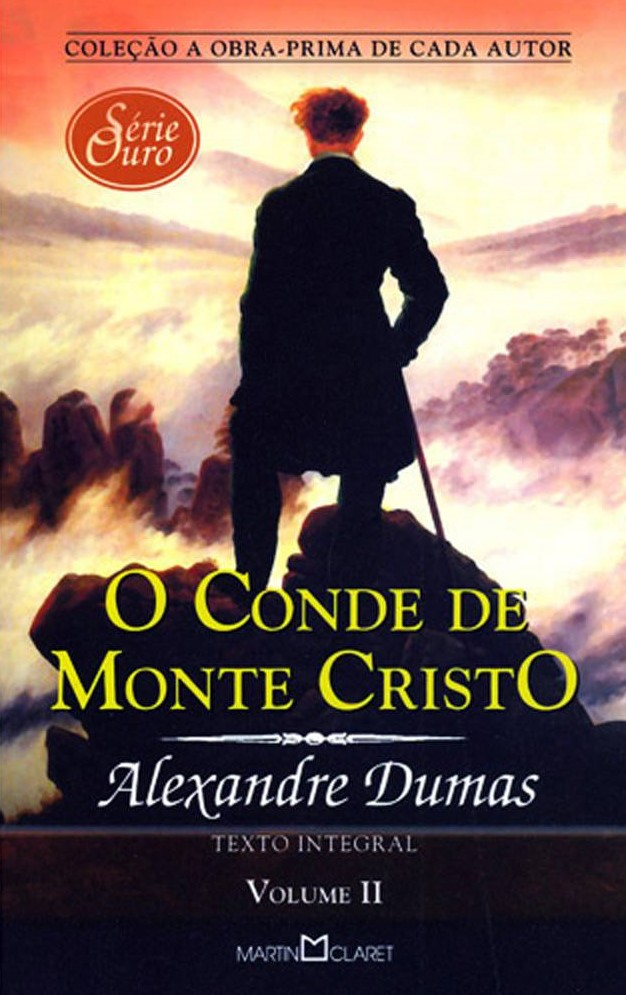 COLEÇÃO A OBRA-PRIMA DE CADA AUTOR
Série
Ouro
O CONDE DE
MONTE CRISTO
Alexandre Dumas
TEXTO INTEGRAL
VOLUME II
MARTIN CLARET